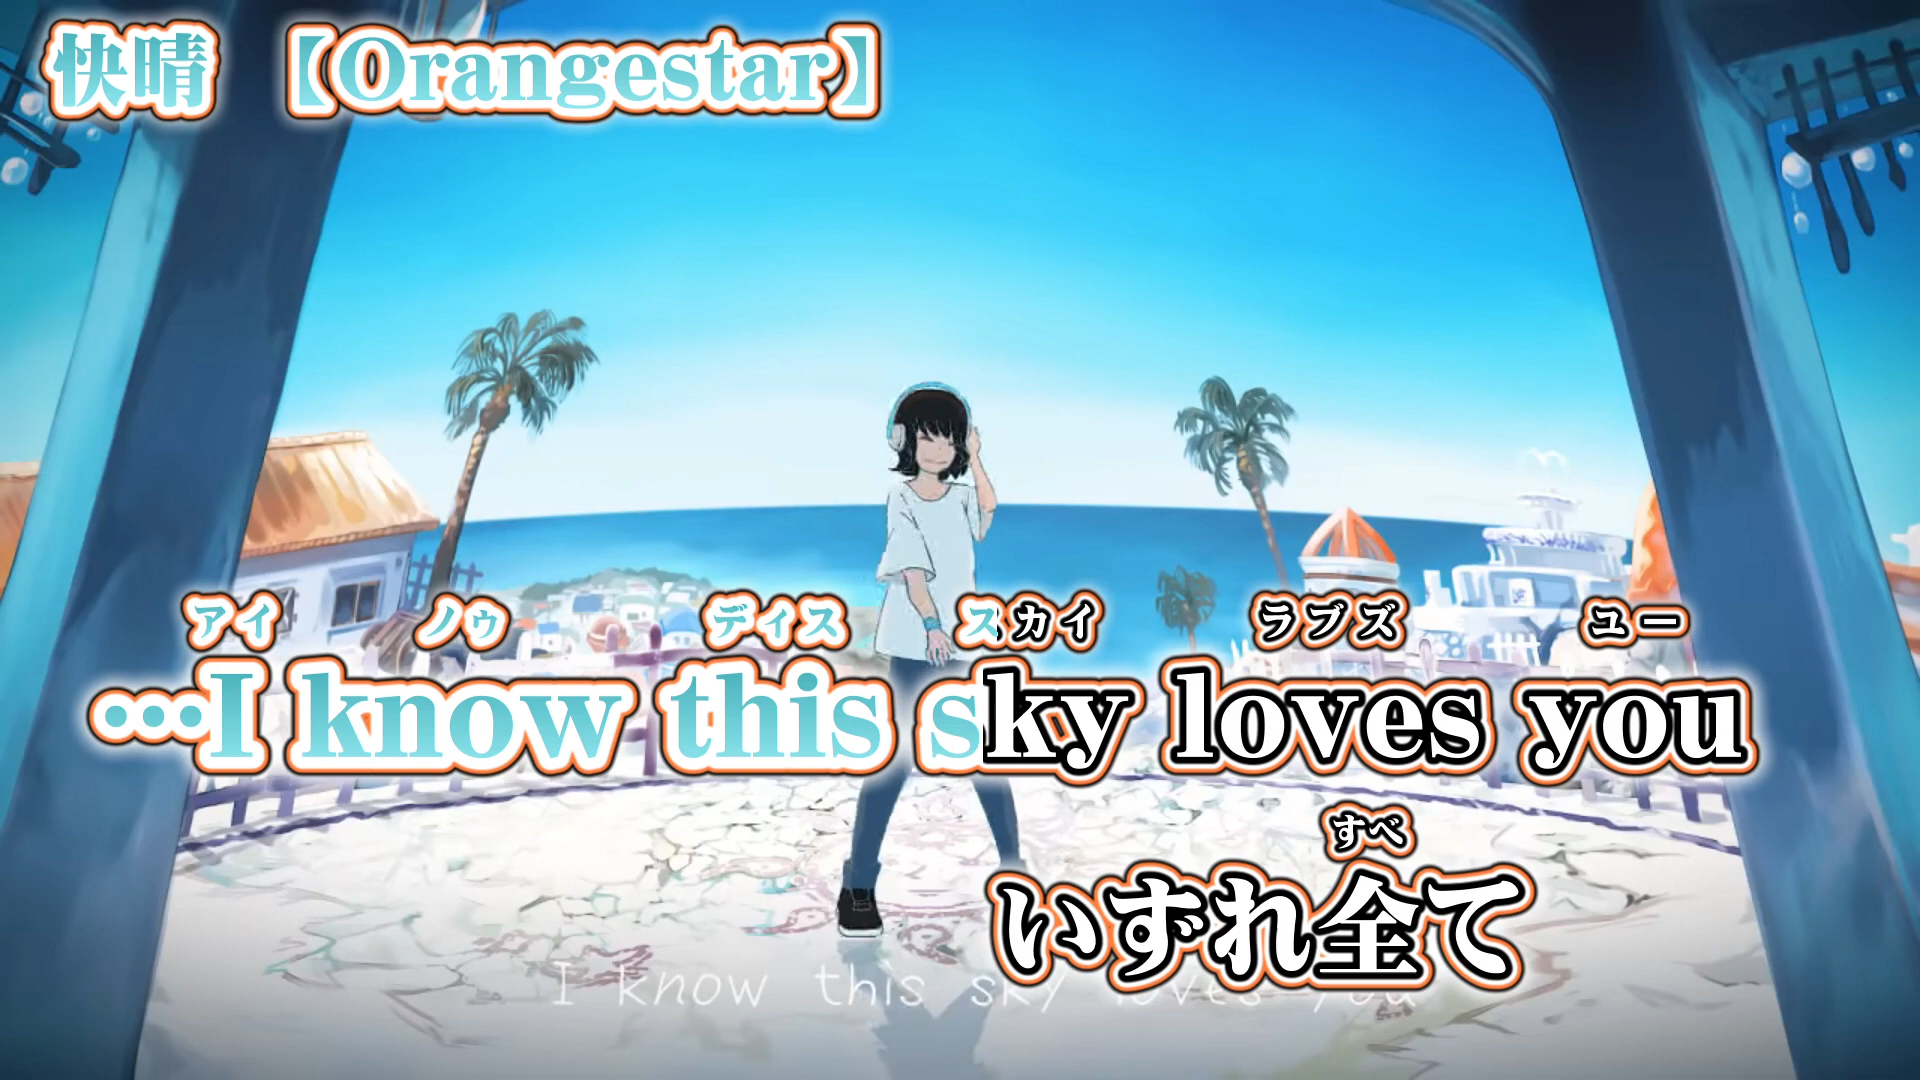 快晴 【Orangestar】
アイ ノゥ ディス スカイ ラブズ ユー
…I know this sky loves you
すべ
いずれ全て
I know this sky loves you